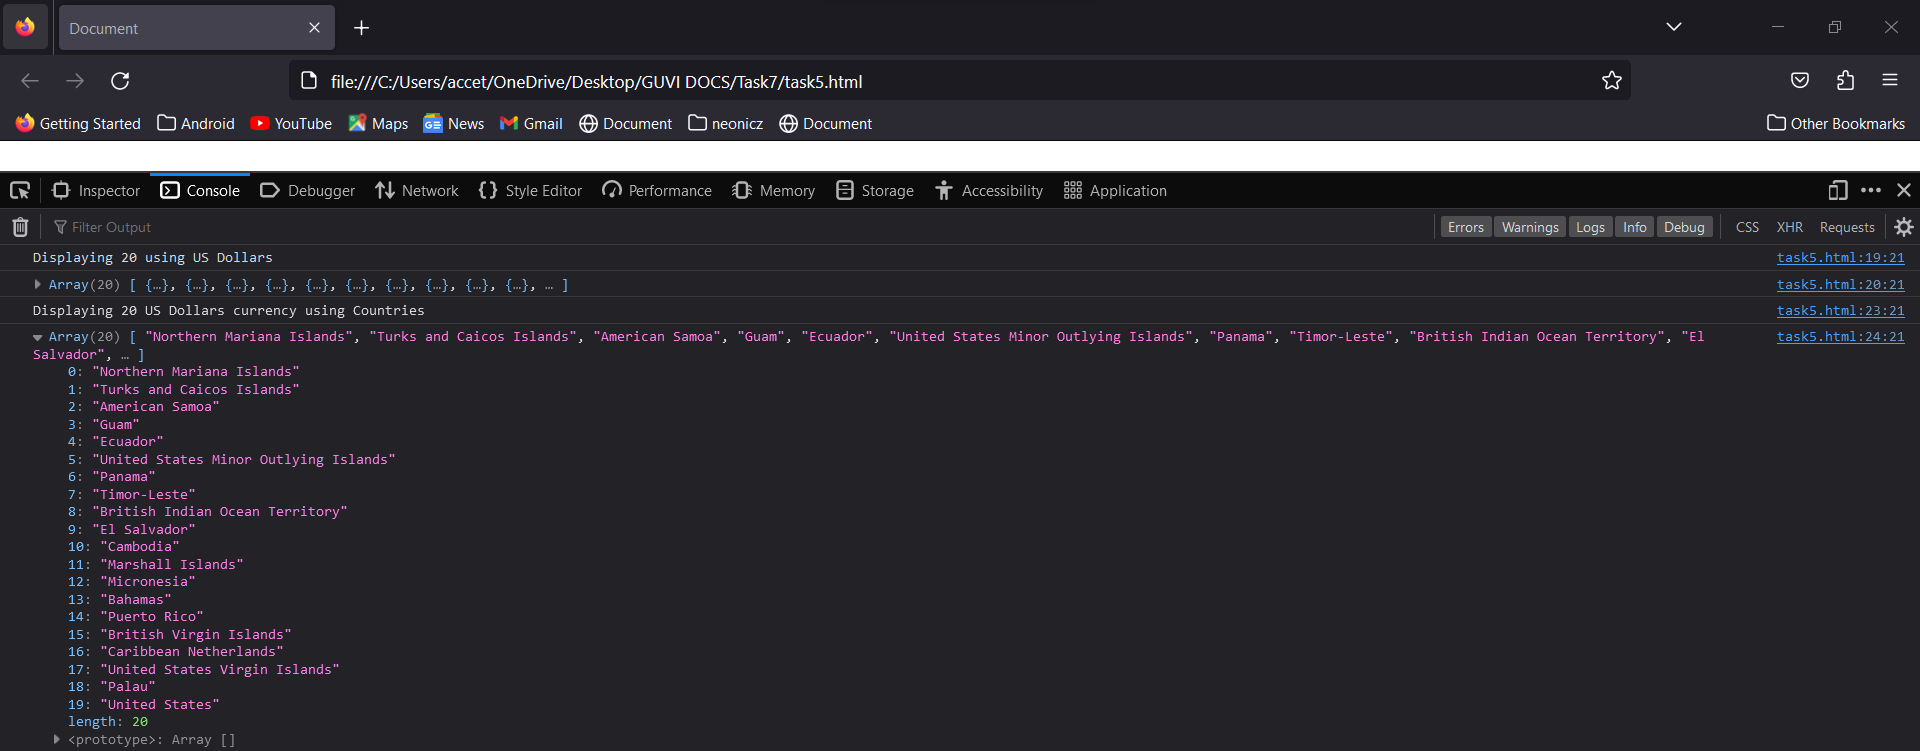 Document
file:///C:/Users/accet/OneDrive/Desktop/GUVI DOCS/Task7/task5.html
Getting Started Android YouTube Maps News Gmail Document neonicz Document Other Bookmarks
Inspector Console Debugger Network Style Editor Performance Memory Storage Accessibility Application
Filter Output Errors Warnings Logs Info Debug CSS XHR Requests
Displaying 20 using US Dollars task5.html:19:21
Array(20) [ {…}, {…}, {…}, {…}, {…}, {…}, {…}, {…}, {…}, {…}, … ] task5.html:20:21
Displaying 20 US Dollars currency using Countries task5.html:23:21
Array(20) [ "Northern Mariana Islands", "Turks and Caicos Islands", "American Samoa", "Guam", "Ecuador", "United States Minor Outlying Islands", "Panama", "Timor-Leste", "British Indian Ocean Territory", "El task5.html:24:21
Salvador", … ]
0: "Northern Mariana Islands"
1: "Turks and Caicos Islands"
2: "American Samoa"
3: "Guam"
4: "Ecuador"
5: "United States Minor Outlying Islands"
6: "Panama"
7: "Timor-Leste"
8: "British Indian Ocean Territory"
9: "El Salvador"
10: "Cambodia"
11: "Marshall Islands"
12: "Micronesia"
13: "Bahamas"
14: "Puerto Rico"
15: "British Virgin Islands"
16: "Caribbean Netherlands"
17: "United States Virgin Islands"
18: "Palau"
19: "United States"
length: 20
<prototype>: Array []